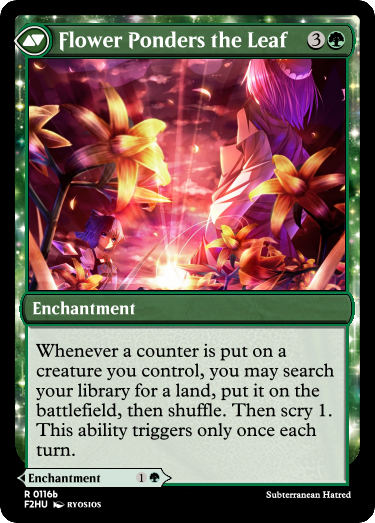 Flower Ponders the Leaf 3
Enchantment
Whenever a counter is put on a
creature you control, you may search
your library for a land, put it on the
battlefield, then shuffle. Then scry 1.
This ability triggers only once each
turn.
Enchantment 1
R 0116b Subterranean Hatred
F2HU RYOSIOS